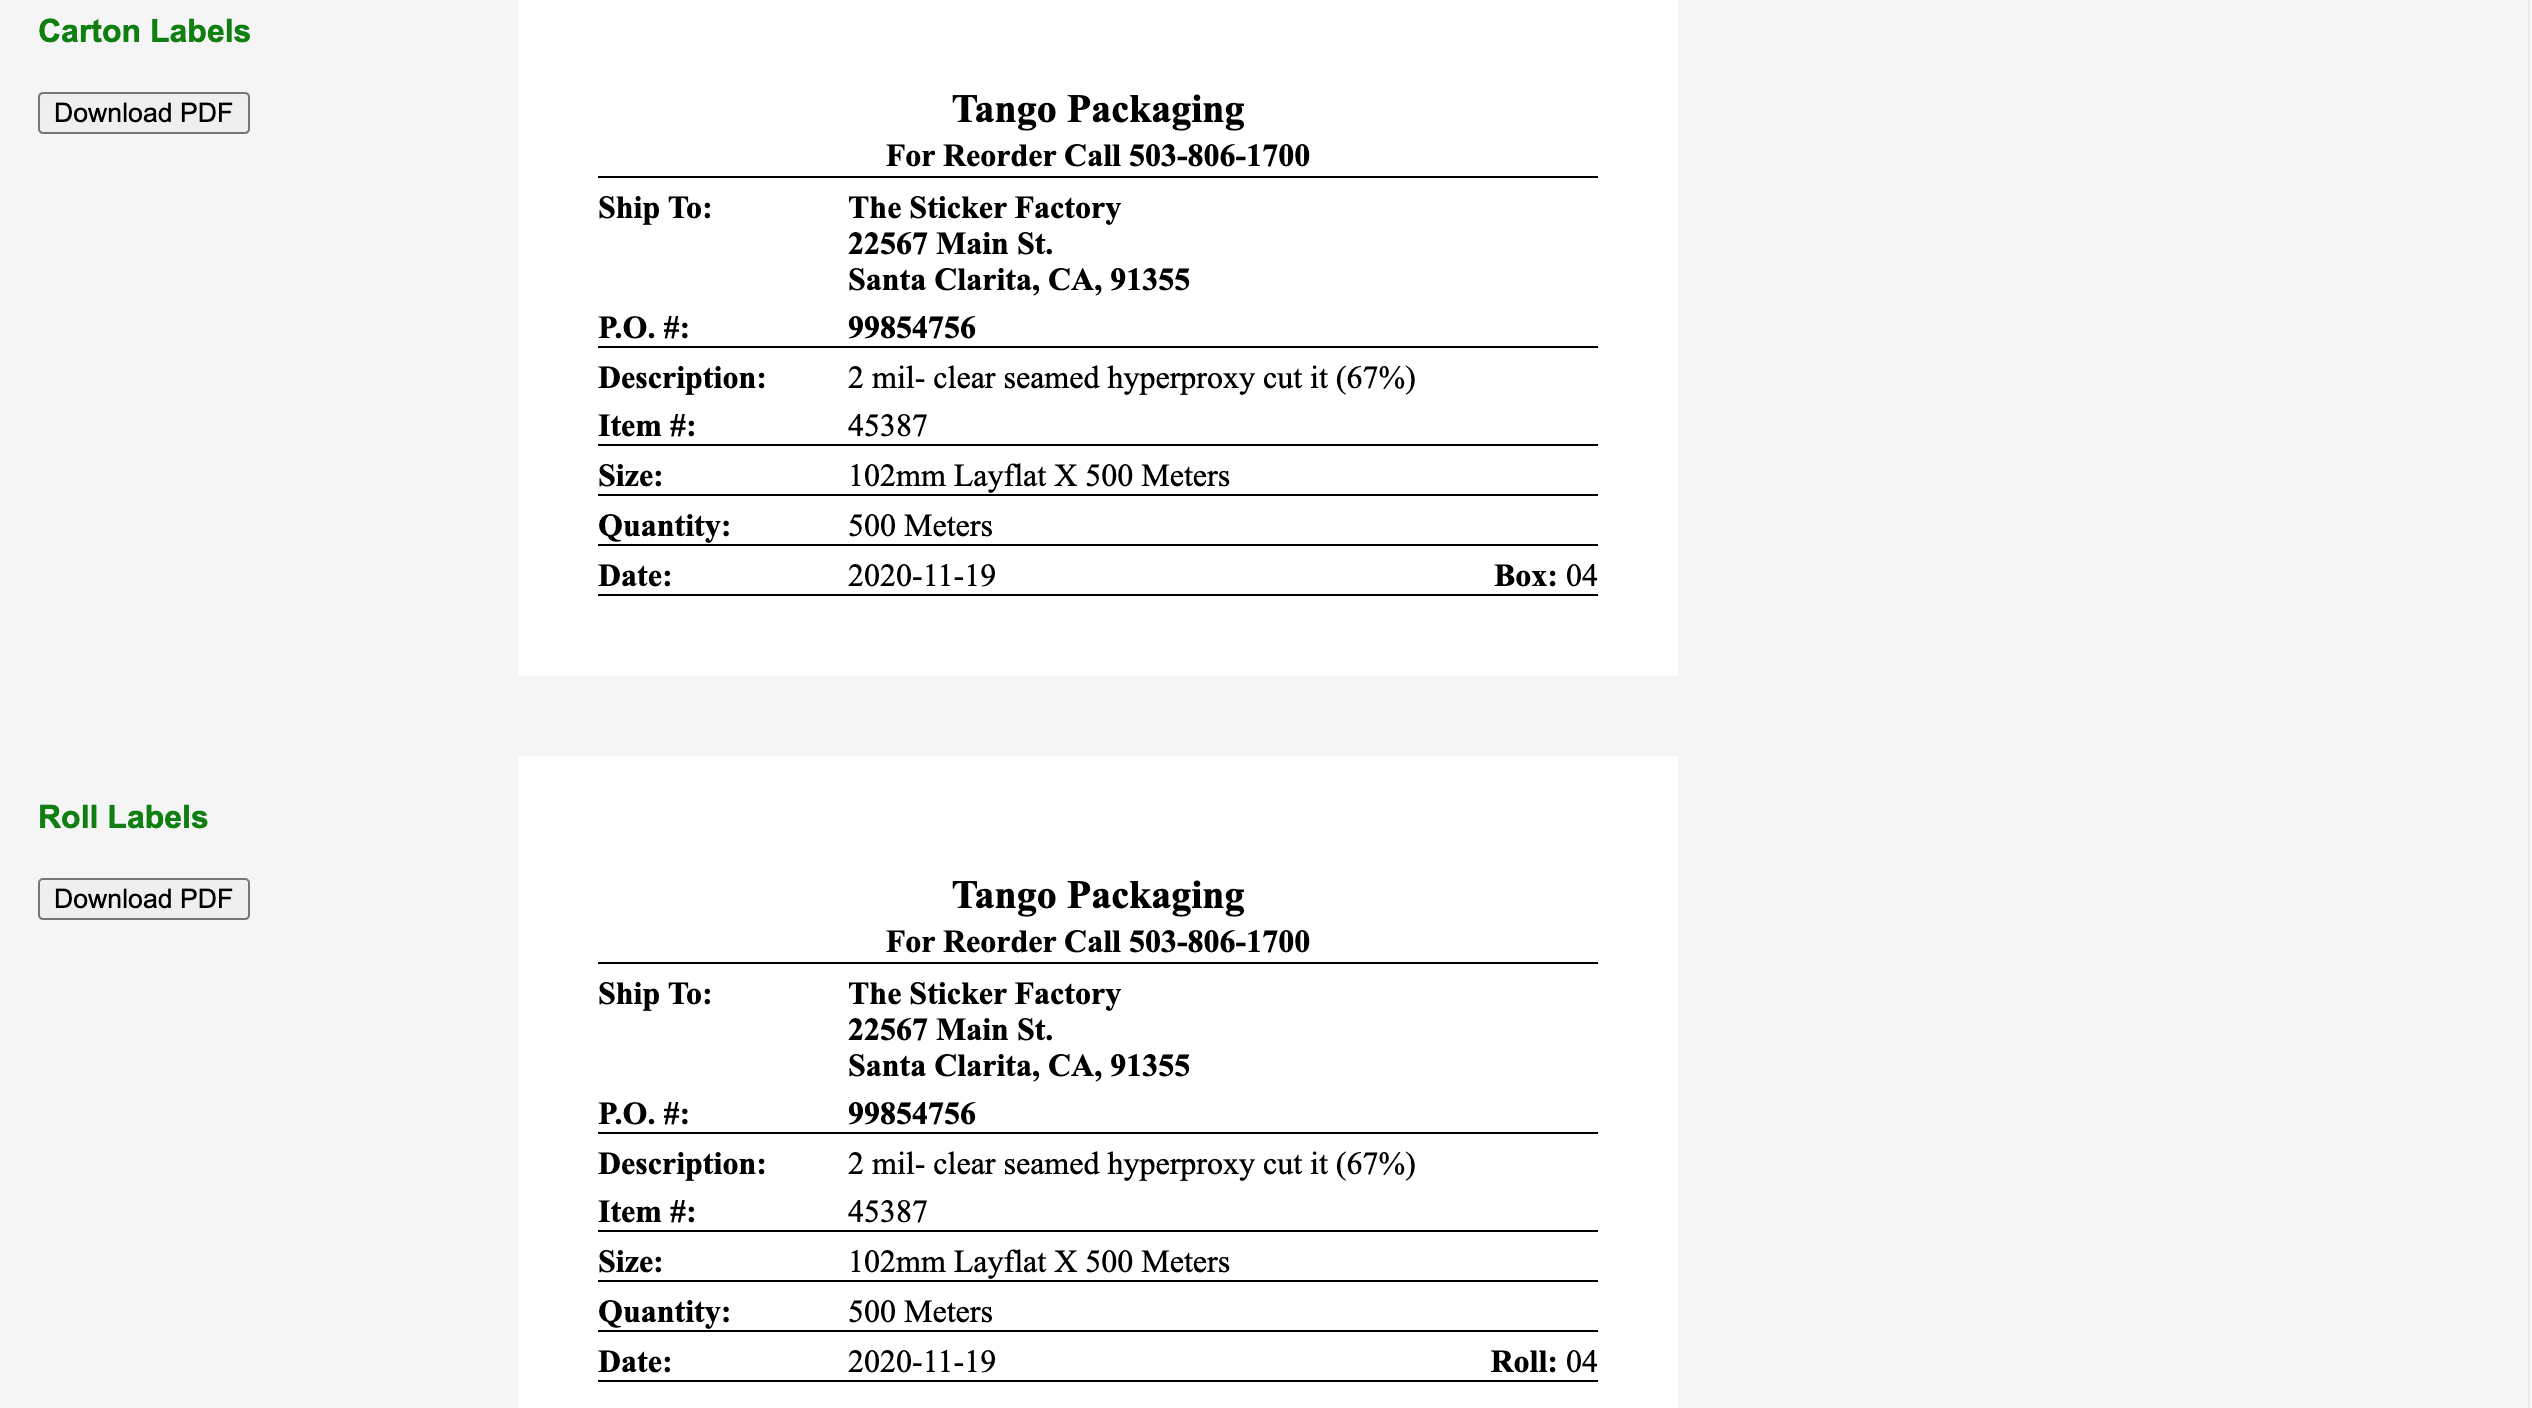 Carton Labels
Download PDF
Tango Packaging
For Reorder Call 503-806-1700
Ship To: The Sticker Factory
22567 Main St.
Santa Clarita, CA, 91355
P.O. #: 99854756
Description: 2 mil- clear seamed hyperproxy cut it (67%)
Item #: 45387
Size: 102mm Layflat X 500 Meters
Quantity: 500 Meters
Date: 2020-11-19 Box: 04
Roll Labels
Download PDF
Tango Packaging
For Reorder Call 503-806-1700
Ship To: The Sticker Factory
22567 Main St.
Santa Clarita, CA, 91355
P.O. #: 99854756
Description: 2 mil- clear seamed hyperproxy cut it (67%)
Item #: 45387
Size: 102mm Layflat X 500 Meters
Quantity: 500 Meters
Date: 2020-11-19 Roll: 04